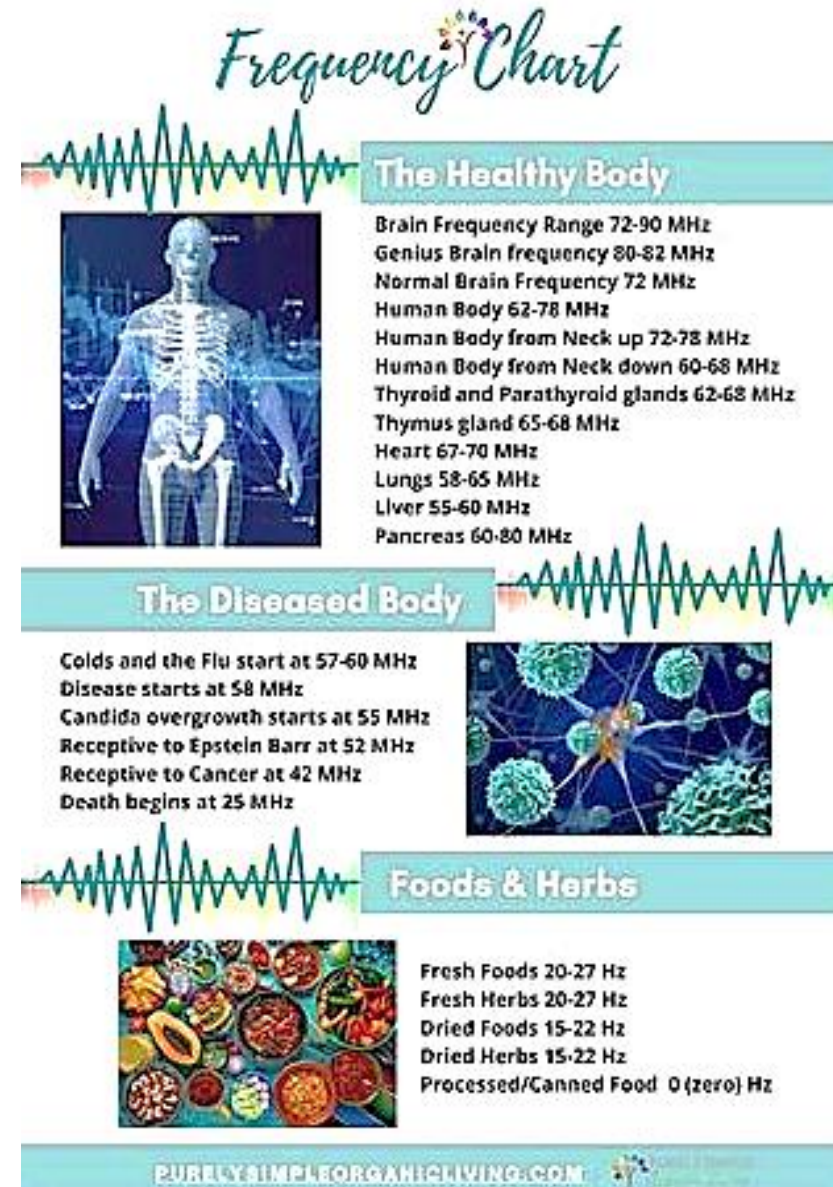 Frequency Chart
The Healthy Body
Brain Frequency Range 72-90 MHz
Genius Brain frequency 80-82 MHz
Normal Brain Frequency 72 MHz
Human Body 62-78 MHz
Human Body from Neck up 72-78 MHz
Human Body from Neck down 60-68 MHz
Thyroid and Parathyroid glands 62-68 MHz
Thymus gland 65-68 MHz
Heart 67-70 MHz
Lungs 58-65 MHz
Liver 55-60 MHz
Pancreas 60-80 MHz
The Diseased Body
Colds and the Flu start at 57-60 MHz
Disease starts at 58 MHz
Candida overgrowth starts at 55 MHz
Receptive to Epstein Barr at 52 MHz
Receptive to Cancer at 42 MHz
Death begins at 25 MHz
Foods & Herbs
Fresh Foods 20-27 Hz
Fresh Herbs 20-27 Hz
Dried Foods 15-22 Hz
Dried Herbs 15-22 Hz
Processed/Canned Food 0 (zero) Hz
PURELYSIMPLEORGANICLIVING.COM